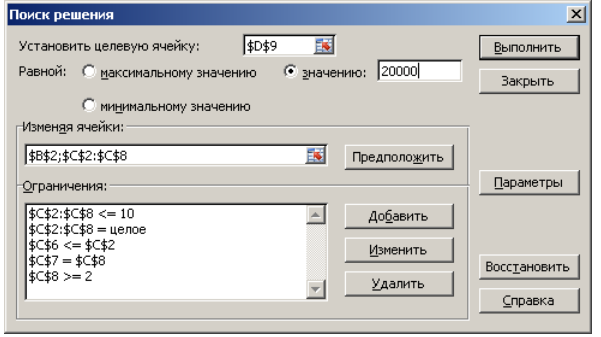 Поиск решения
Установить целевую ячейку: $D$9 Выполнить
Равной: максимальному значению значению: 20000 Закрыть
минимальному значению
Изменяя ячейки:
$B$2;$C$2:$C$8 Предположить
Ограничения: Параметры
$C$2:$C$8 <= 10 Добавить
$C$2:$C$8 = целое
$C$6 <= $C$2 Изменить
$C$7 = $C$8 Восстановить
$C$8 >= 2 Удалить
Справка